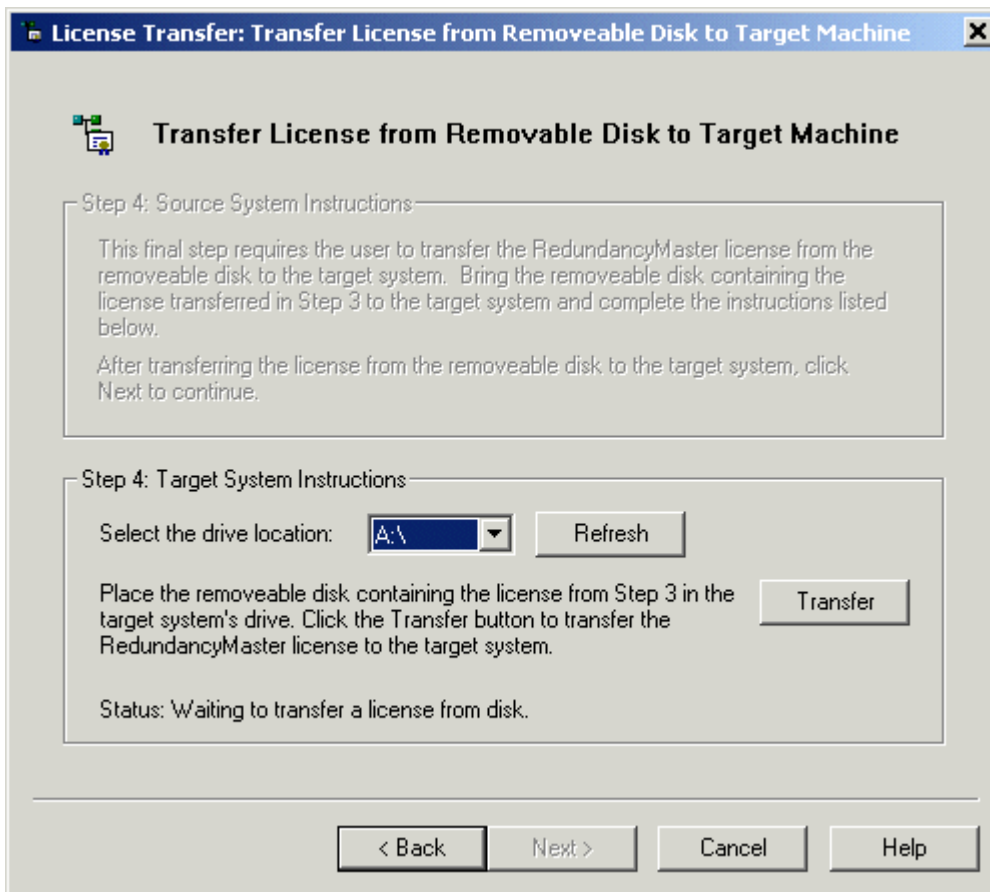 License Transfer: Transfer License from Removeable Disk to Target Machine
Transfer License from Removable Disk to Target Machine
Step 4: Source System Instructions
This final step requires the user to transfer the RedundancyMaster license from the
removeable disk to the target system.  Bring the removeable disk containing the
license transferred in Step 3 to the target system and complete the instructions listed
below.
After transferring the license from the removeable disk to the target system, click
Next to continue.
Step 4: Target System Instructions
Select the drive location: A:\ Refresh
Place the removeable disk containing the license from Step 3 in the
target system's drive. Click the Transfer button to transfer the
RedundancyMaster license to the target system.
Transfer
Status: Waiting to transfer a license from disk.
< Back Next > Cancel Help